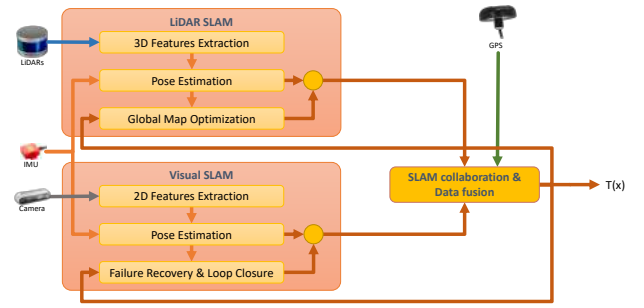 LiDAR SLAM
3D Features Extraction
LiDARs
GPS
Pose Estimation
Global Map Optimization
IMU
Visual SLAM
SLAM collaboration &
Data fusion
T(x)
2D Features Extraction
Camera
Pose Estimation
Failure Recovery & Loop Closure